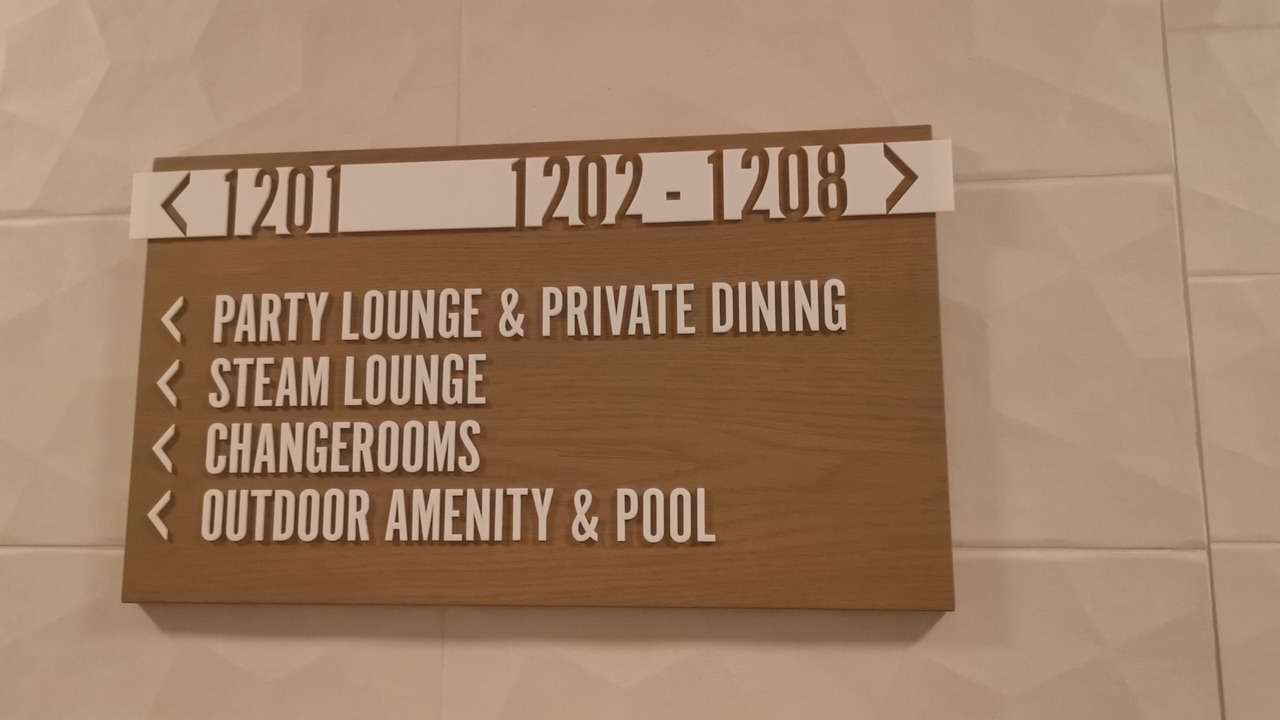 < 1201 1202 - 1208 >
< PARTY LOUNGE & PRIVATE DINING
< STEAM LOUNGE
< CHANGEROOMS
< OUTDOOR AMENITY & POOL